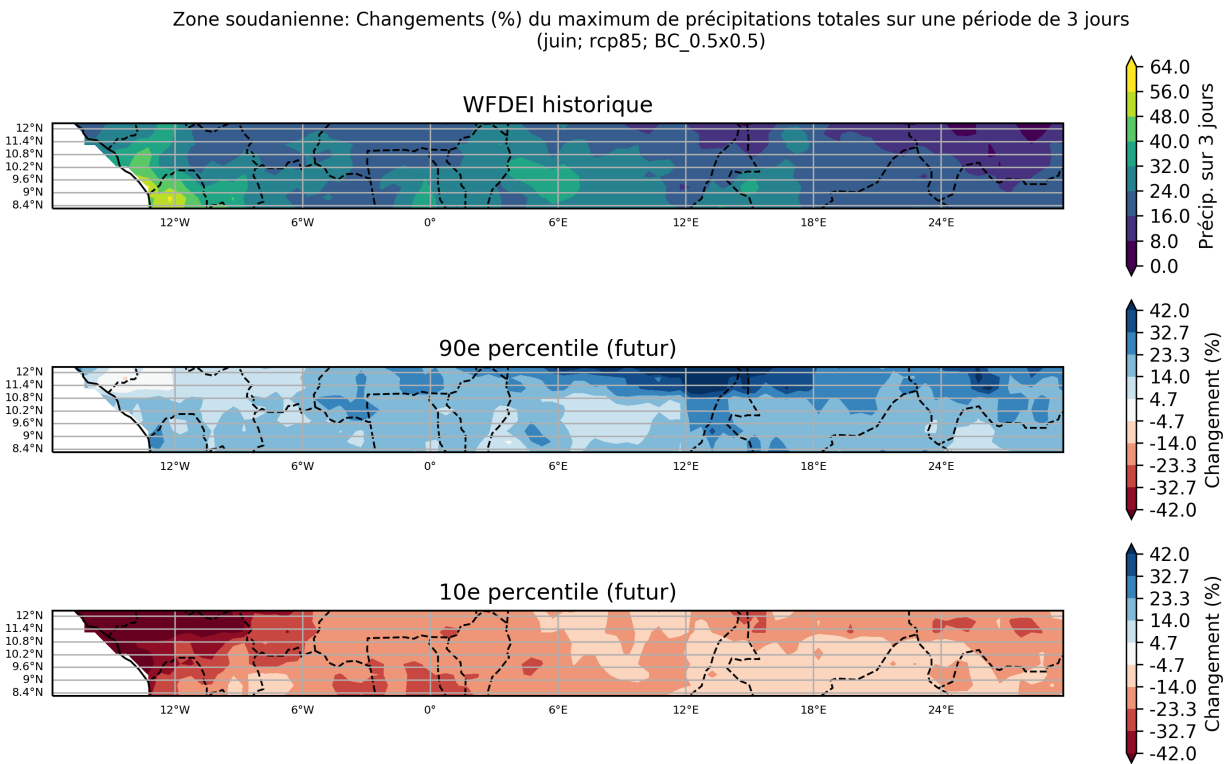 Zone soudanienne: Changements (%) du maximum de précipitations totales sur une période de 3 jours
(juin; rcp85; BC_0.5x0.5)
WFDEI historique
12°N
11.4°N
10.8°N
10.2°N
9.6°N
9°N
8.4°N
12°W
6°W
0°
6°E
12°E
18°E
24°E
64.0
56.0
48.0
40.0
32.0
24.0
16.0
8.0
0.0
Précip. sur 3 jours
90e percentile (futur)
12°N
11.4°N
10.8°N
10.2°N
9.6°N
9°N
8.4°N
12°W
6°W
0°
6°E
12°E
18°E
24°E
42.0
32.7
23.3
14.0
4.7
-4.7
-14.0
-23.3
-32.7
-42.0
Changement (%)
10e percentile (futur)
12°N
11.4°N
10.8°N
10.2°N
9.6°N
9°N
8.4°N
12°W
6°W
0°
6°E
12°E
18°E
24°E
42.0
32.7
23.3
14.0
4.7
-4.7
-14.0
-23.3
-32.7
-42.0
Changement (%)